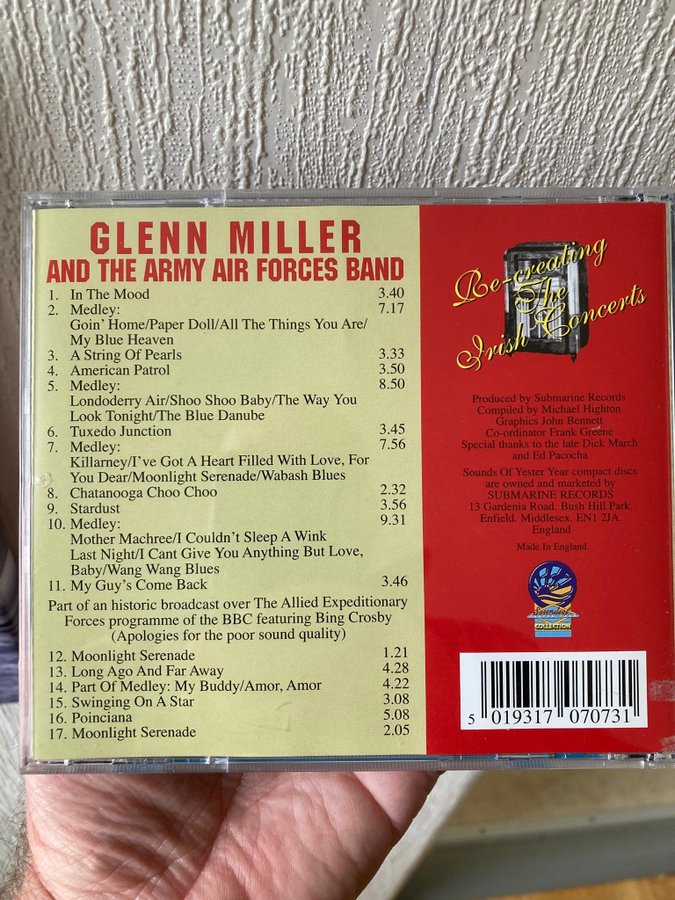 GLENN MILLER
AND THE ARMY AIR FORCES BAND
1. In The Mood 3.40
2. Medley: 7.17
Goin' Home/Paper Doll/All The Things You Are/
My Blue Heaven
3. A String Of Pearls 3.33
4. American Patrol 3.50
5. Medley: 8.50
Londoderry Air/Shoo Shoo Baby/The Way You
Look Tonight/The Blue Danube
6. Tuxedo Junction 3.45
7. Medley: 7.56
Killarney/I've Got A Heart Filled With Love, For
You Dear/Moonlight Serenade/Wabash Blues
8. Chatanooga Choo Choo 2.32
9. Stardust 3.56
10. Medley: 9.31
Mother Machree/I Couldn't Sleep A Wink
Last Night/I Cant Give You Anything But Love,
Baby/Wang Wang Blues
11. My Guy's Come Back 3.46
Part of an historic broadcast over The Allied Expeditionary
Forces programme of the BBC featuring Bing Crosby
(Apologies for the poor sound quality)
12. Moonlight Serenade 1.21
13. Long Ago And Far Away 4.28
14. Part Of Medley: My Buddy/Amor, Amor 4.22
15. Swinging On A Star 3.08
16. Poinciana 5.08
17. Moonlight Serenade 2.05
Re-creating
The
Irish Concerts
Produced by Submarine Records
Compiled by Michael Highton
Graphics John Bennett
Co-ordinator Frank Greene
Special thanks to the late Dick March
and Ed Pacocha
Sounds Of Yester Year compact discs
are owned and marketed by
SUBMARINE RECORDS
13 Gardenia Road, Bush Hill Park,
Enfield, Middlesex, EN1 2JA.
England
Made In England
COLLECTION
5 019317 070731